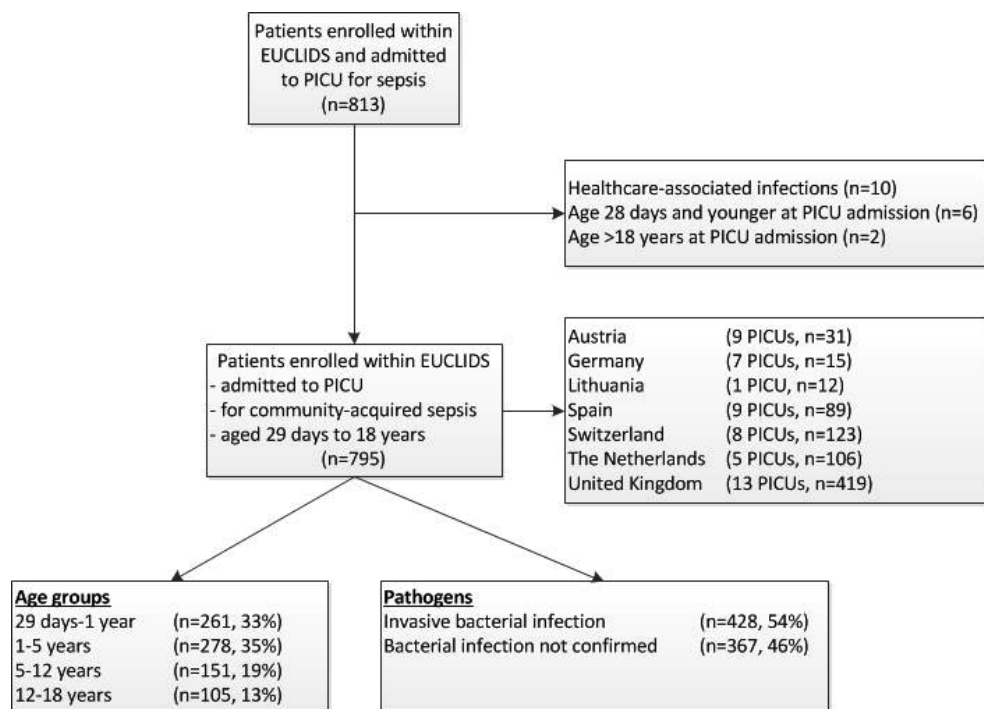 Patients enrolled within
EUCLIDS and admitted
to PICU for sepsis
(n=813)
Healthcare-associated infections (n=10)
Age 28 days and younger at PICU admission (n=6)
Age >18 years at PICU admission (n=2)
Patients enrolled within EUCLIDS
- admitted to PICU
- for community-acquired sepsis
- aged 29 days to 18 years
(n=795)
Austria (9 PICUs, n=31)
Germany (7 PICUs, n=15)
Lithuania (1 PICU, n=12)
Spain (9 PICUs, n=89)
Switzerland (8 PICUs, n=123)
The Netherlands (5 PICUs, n=106)
United Kingdom (13 PICUs, n=419)
Age groups
29 days-1 year (n=261, 33%)
1-5 years (n=278, 35%)
5-12 years (n=151, 19%)
12-18 years (n=105, 13%)
Pathogens
Invasive bacterial infection (n=428, 54%)
Bacterial infection not confirmed (n=367, 46%)